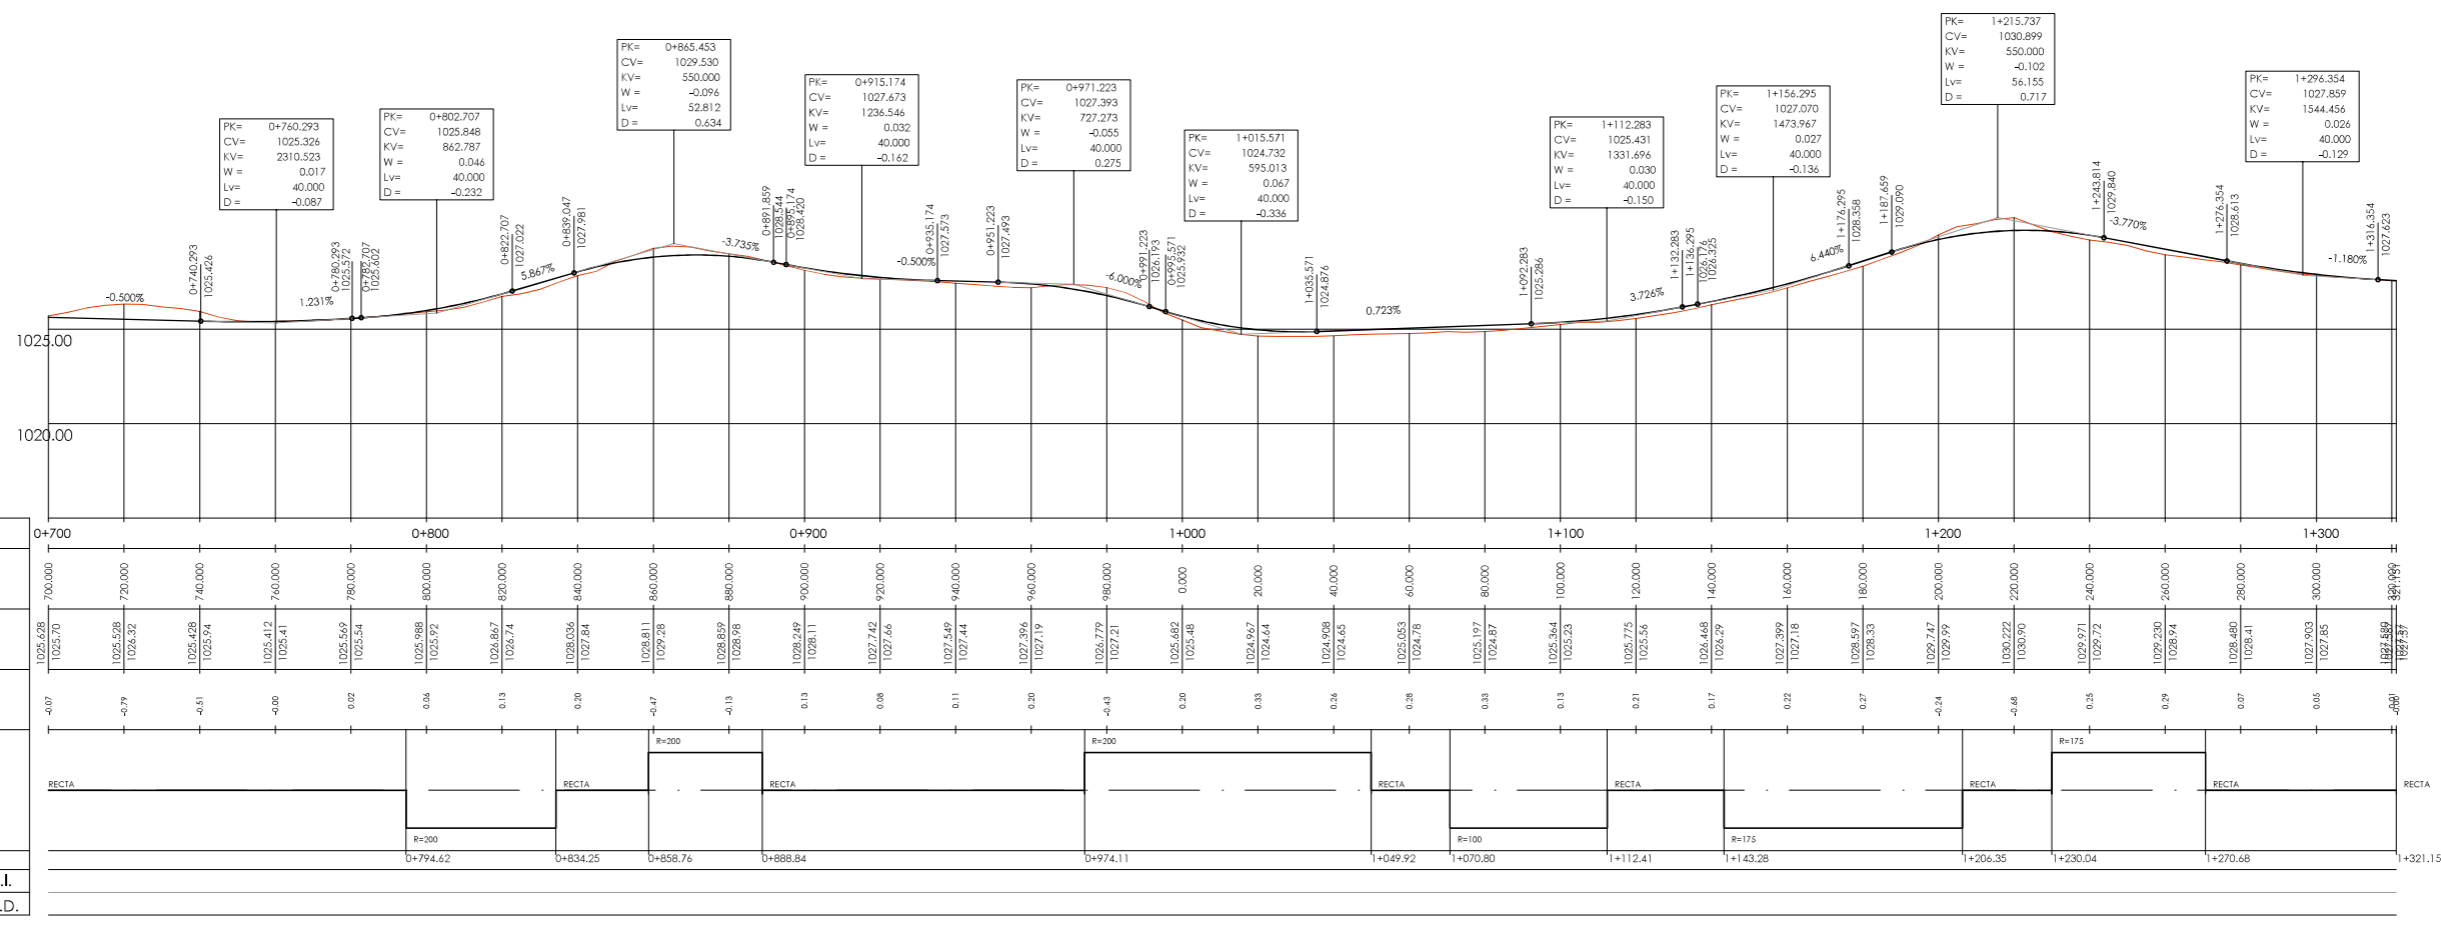 PK= 0+760.293
CV= 1025.326
KV= 2310.523
W = 0.017
Lv= 40.000
D = -0.087
PK= 0+802.707
CV= 1025.848
KV= 862.787
W = 0.046
Lv= 40.000
D = -0.232
PK= 0+865.453
CV= 1029.530
KV= 550.000
W = -0.096
Lv= 52.812
D = 0.634
PK= 0+915.174
CV= 1027.673
KV= 1236.546
W = 0.032
Lv= 40.000
D = -0.162
PK= 0+971.223
CV= 1027.393
KV= 727.273
W = -0.055
Lv= 40.000
D = 0.275
PK= 1+015.571
CV= 1024.732
KV= 595.013
W = 0.067
Lv= 40.000
D = -0.336
PK= 1+112.283
CV= 1025.431
KV= 1331.696
W = 0.030
Lv= 40.000
D = -0.150
PK= 1+156.295
CV= 1027.070
KV= 1473.967
W = 0.027
Lv= 40.000
D = -0.136
PK= 1+215.737
CV= 1030.899
KV= 550.000
W = -0.102
Lv= 56.155
D = 0.717
PK= 1+296.354
CV= 1027.859
KV= 1544.456
W = 0.026
Lv= 40.000
D = -0.129
-0.500%
0+740.293
1025.426
1.231%
0+780.293
1025.572
0+782.707
1025.602
0+822.707
1027.022
5.867%
0+839.047
1027.981
-3.735%
0+891.859
1028.544
0+895.174
1028.420
-0.500%
0+935.174
1027.573
0+951.223
1027.493
-6.000%
0+991.223
1026.193
0+995.571
1025.932
1+035.571
1024.876
0.723%
1+092.283
1025.286
3.726%
1+132.283
1026.176
1+136.295
1026.325
6.440%
1+176.295
1028.358
1+187.659
1029.090
1+243.814
1029.840
-3.770%
1+276.354
1028.613
-1.180%
1+316.354
1027.623
1025.00
1020.00
0+700 0+800 0+900 1+000 1+100 1+200 1+300
700.000 720.000 740.000 760.000 780.000 800.000 820.000 840.000 860.000 880.000 900.000 920.000 940.000 960.000 980.000 0.000 20.000 40.000 60.000 80.000 100.000 120.000 140.000 160.000 180.000 200.000 220.000 240.000 260.000 280.000 300.000 320.000 321.151
1025.628 1025.528 1025.428 1025.412 1025.569 1025.988 1026.867 1028.036 1028.811 1028.859 1028.249 1027.742 1027.549 1027.396 1026.779 1025.682 1024.967 1024.908 1025.053 1025.197 1025.364 1025.775 1026.468 1027.399 1028.597 1029.747 1030.222 1029.971 1029.230 1028.480 1027.903 1027.580
1025.70 1026.32 1025.94 1025.41 1025.54 1025.92 1026.74 1027.84 1029.28 1028.98 1028.11 1027.66 1027.44 1027.19 1027.21 1025.48 1024.64 1024.65 1024.78 1024.87 1025.23 1025.56 1026.29 1027.18 1028.33 1029.99 1030.90 1029.72 1028.94 1028.41 1027.85 1027.57
-0.07 -0.79 -0.51 -0.00 0.02 0.06 0.13 0.20 -0.47 -0.13 0.13 0.08 0.11 0.20 -0.43 0.20 0.33 0.26 0.28 0.33 0.13 0.21 0.17 0.22 0.27 -0.24 -0.68 0.25 0.29 0.07 0.05
R=200 R=200 R=175
RECTA RECTA RECTA RECTA RECTA RECTA RECTA RECTA
R=200 R=100 R=175
0+794.62 0+834.25 0+858.76 0+888.84 0+974.11 1+049.92 1+070.80 1+112.41 1+143.28 1+206.35 1+230.04 1+270.68 1+321.15
.I.
.D.